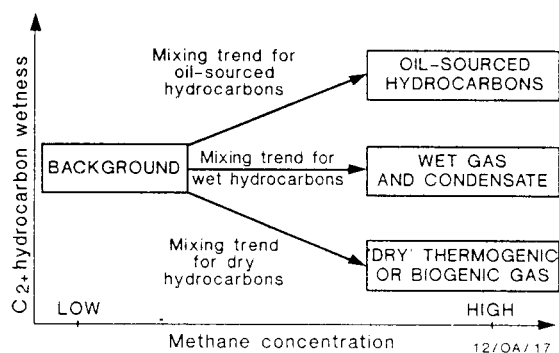 C2+ hydrocarbon wetness
Mixing trend for
oil-sourced
hydrocarbons
OIL-SOURCED
HYDROCARBONS
BACKGROUND
Mixing trend for
wet hydrocarbons
WET GAS
AND CONDENSATE
Mixing trend
for dry
hydrocarbons
DRY THERMOGENIC
OR BIOGENIC GAS
LOW
HIGH
Methane concentration
12/OA/17